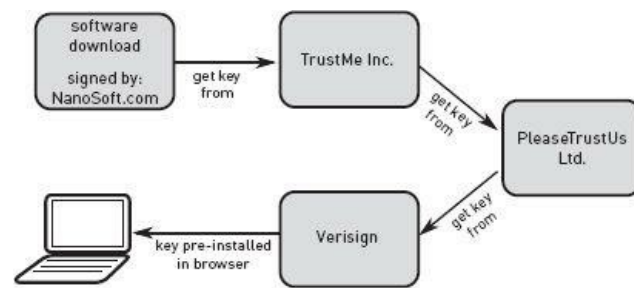 software
download
signed by:
NanoSoft.com
get key
from
TrustMe Inc.
get key
from
PleaseTrustUs
Ltd.
get key
from
Verisign
key pre-installed
in browser